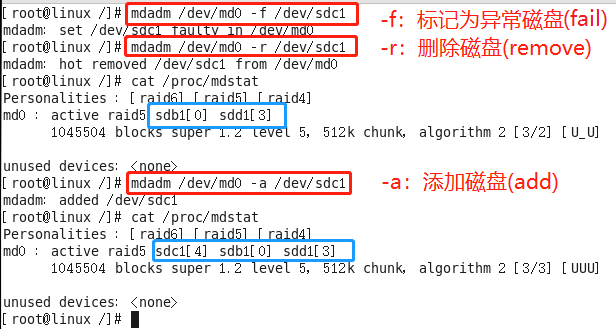 [root@linux /]# mdadm /dev/md0 -f /dev/sdc1
-f: 标记为异常磁盘(fail)
mdadm: set /dev/sdc1 faulty in /dev/md0
[root@linux /]# mdadm /dev/md0 -r /dev/sdc1
-r: 删除磁盘(remove)
mdadm: hot removed /dev/sdc1 from /dev/md0
[root@linux /]# cat /proc/mdstat
Personalities : [raid6] [raid5] [raid4]
md0 : active raid5 sdb1[0] sdd1[3]
1045504 blocks super 1.2 level 5, 512k chunk, algorithm 2 [3/2] [U_U]
unused devices: <none>
[root@linux /]# mdadm /dev/md0 -a /dev/sdc1
-a: 添加磁盘(add)
mdadm: added /dev/sdc1
[root@linux /]# cat /proc/mdstat
Personalities : [raid6] [raid5] [raid4]
md0 : active raid5 sdc1[4] sdb1[0] sdd1[3]
1045504 blocks super 1.2 level 5, 512k chunk, algorithm 2 [3/3] [UUU]
unused devices: <none>
[root@linux /]#